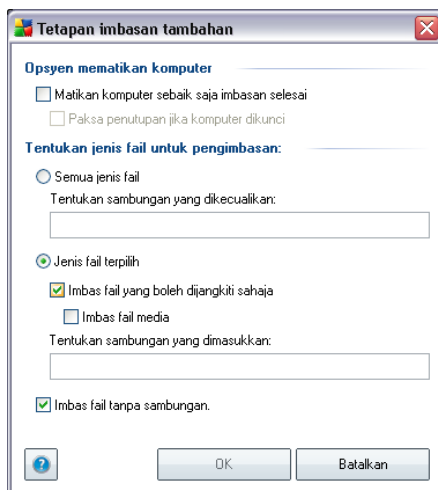 Tetapan imbasan tambahan
Opsyen mematikan komputer
Matikan komputer sebaik saja imbasan selesai
Paksa penutupan jika komputer dikunci
Tentukan jenis fail untuk pengimbasan:
Semua jenis fail
Tentukan sambungan yang dikecualikan:
Jenis fail terpilih
Imbas fail yang boleh dijangkiti sahaja
Imbas fail media
Tentukan sambungan yang dimasukkan:
Imbas fail tanpa sambungan.
? OK Batalkan